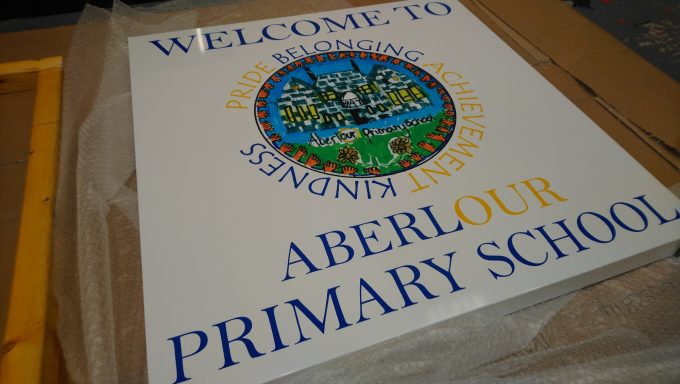 WELCOME TO
PRIDE BELONGING ACHIEVEMENT KINDNESS
Aberlour Primary School
ABERLOUR
PRIMARY SCHOOL